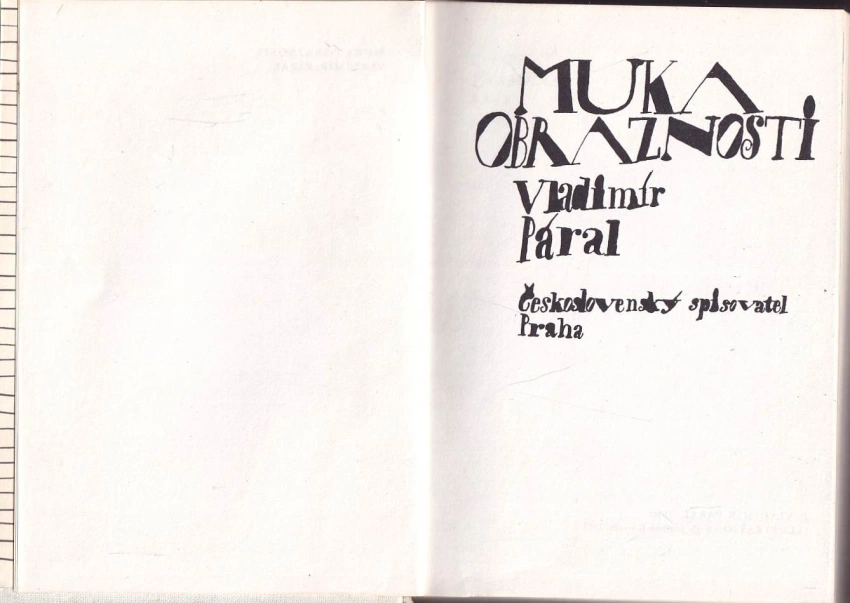 MUKA
OBRAZNOSTI
Vladimír
Páral
Československý spisovatel
Praha